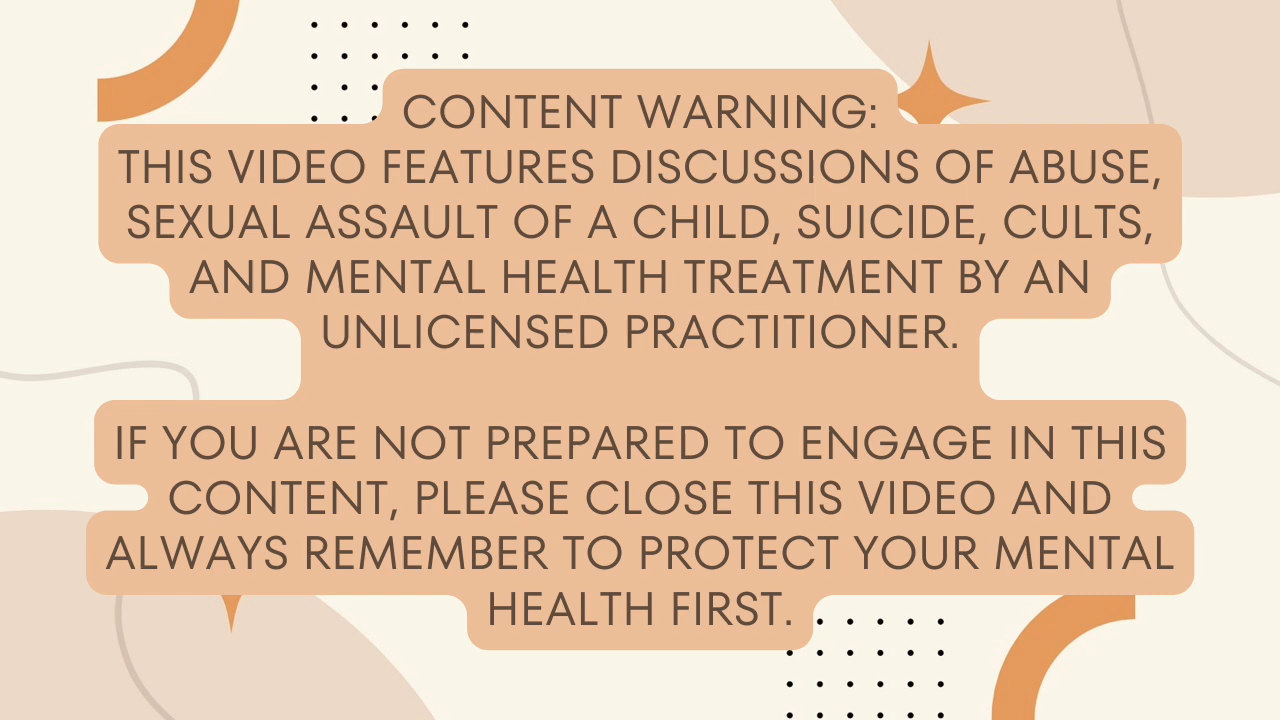 CONTENT WARNING:
THIS VIDEO FEATURES DISCUSSIONS OF ABUSE,
SEXUAL ASSAULT OF A CHILD, SUICIDE, CULTS,
AND MENTAL HEALTH TREATMENT BY AN
UNLICENSED PRACTITIONER.
IF YOU ARE NOT PREPARED TO ENGAGE IN THIS
CONTENT, PLEASE CLOSE THIS VIDEO AND
ALWAYS REMEMBER TO PROTECT YOUR MENTAL
HEALTH FIRST.